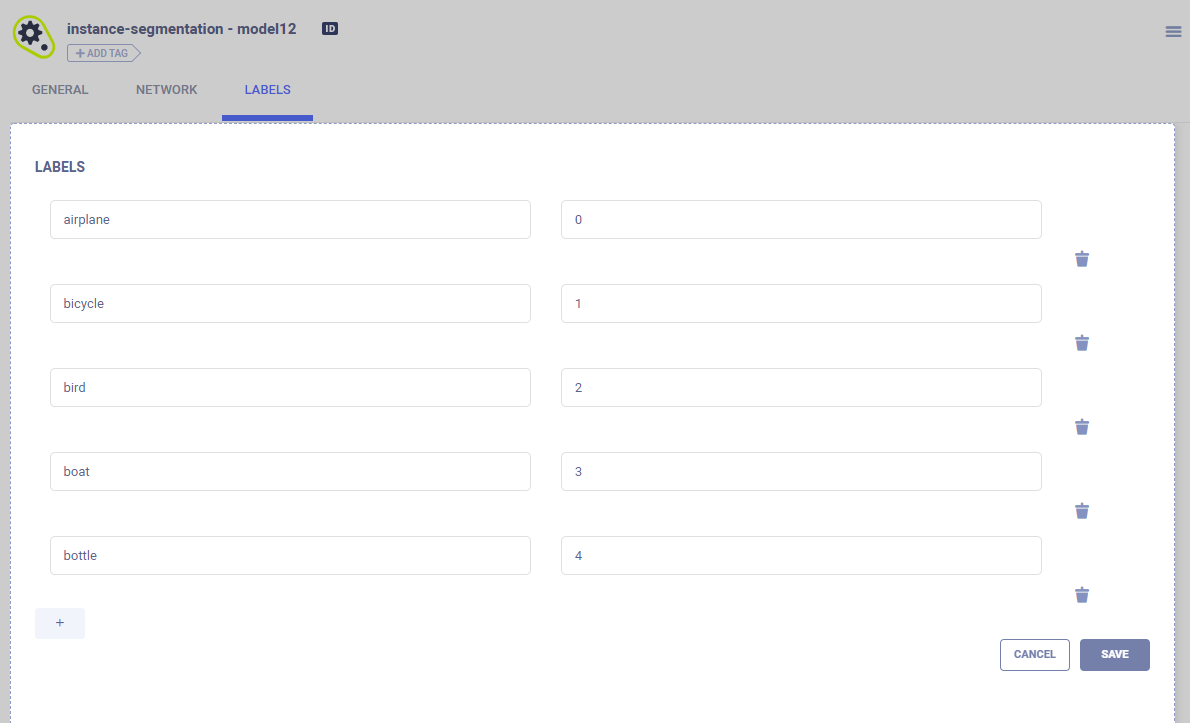 instance-segmentation - model12 ID
+ ADD TAG
GENERAL NETWORK LABELS
LABELS
airplane 0
bicycle 1
bird 2
boat 3
bottle 4
+
CANCEL SAVE